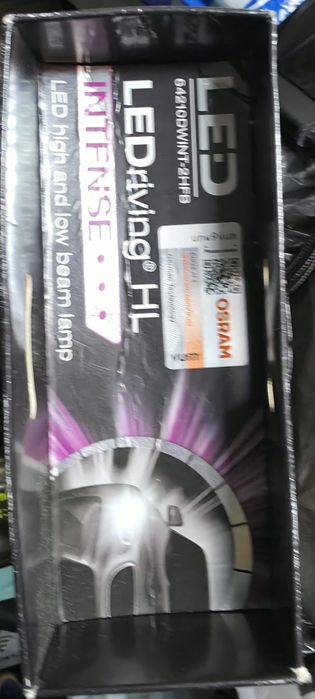 LED
64210DWINT-2HFB
LEDriving® HL
INTENSE
LED high and low beam lamp
OSRAM